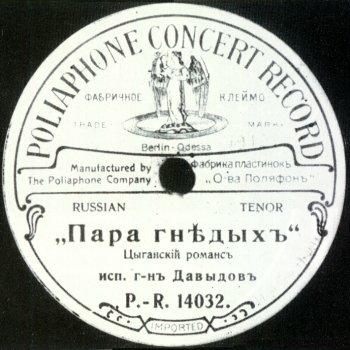 POLIAPHONE CONCERT RECORD
ФАБРИЧНОЕ КЛЕЙМО
TRADE MARK
Berlin-Odessa
Manufactured by Фабрика пластинокъ
The Poliaphone Company „О-ва Поляфонъ“
RUSSIAN TENOR
„Пара гнѣдыхъ“
Цыганскій романсъ
исп. г-нъ Давыдовъ
P.-R. 14032.
IMPORTED